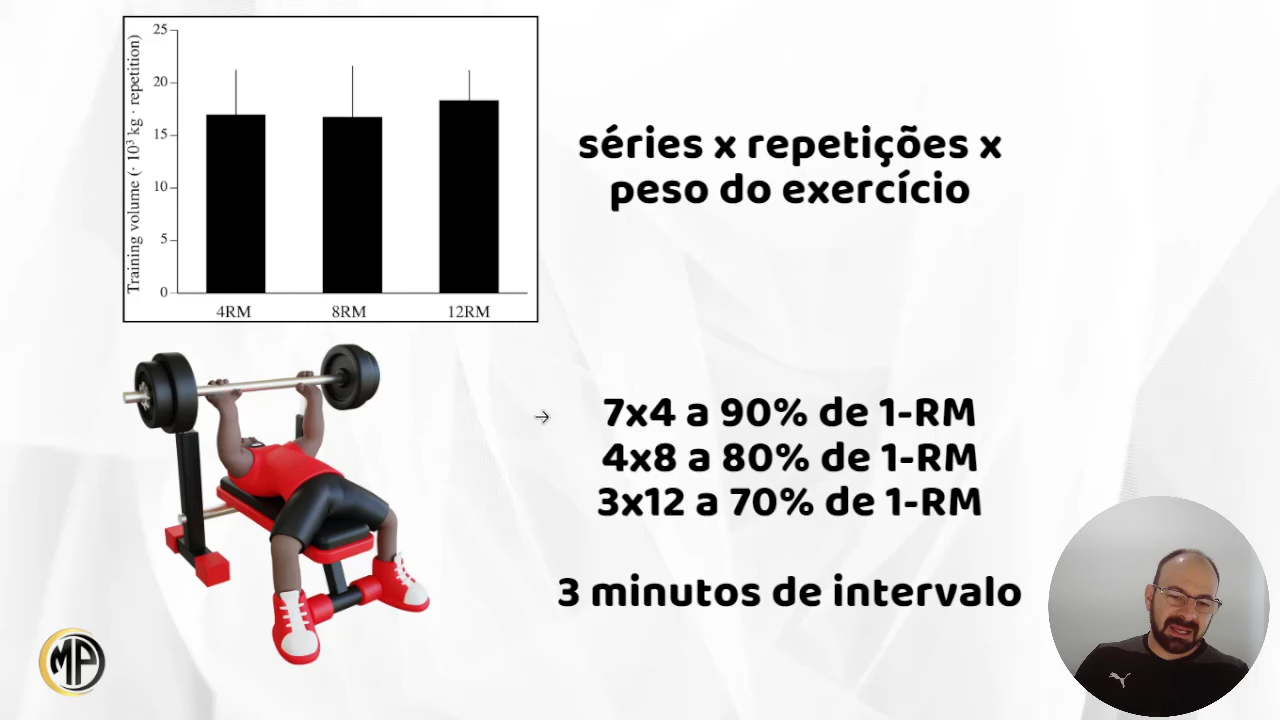 Training volume (· 10³ kg · repetition)
25
20
15
10
5
0
4RM 8RM 12RM
séries x repetições x
peso do exercício
7x4 a 90% de 1-RM
4x8 a 80% de 1-RM
3x12 a 70% de 1-RM
3 minutos de intervalo
MP